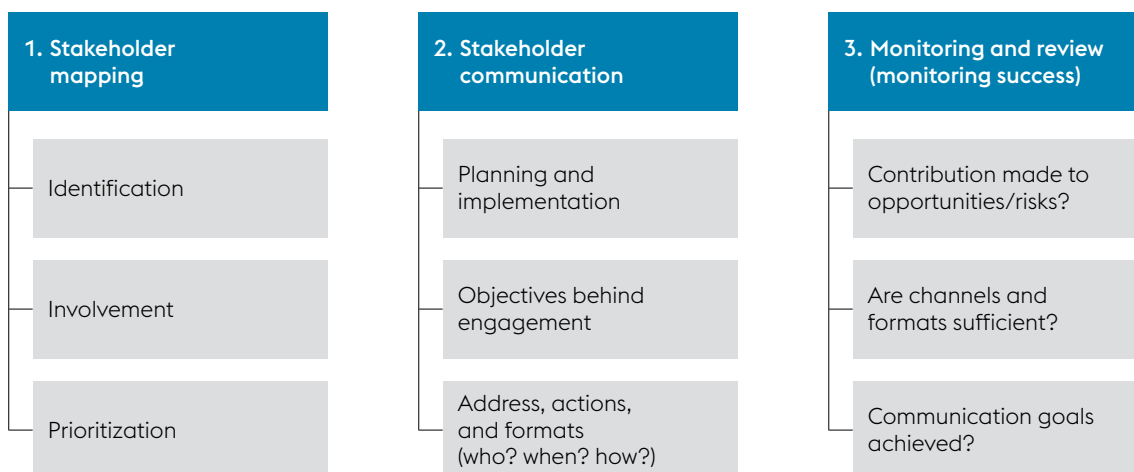 1. Stakeholder
mapping
Identification
Involvement
Prioritization
2. Stakeholder
communication
Planning and
implementation
Objectives behind
engagement
Address, actions,
and formats
(who? when? how?)
3. Monitoring and review
(monitoring success)
Contribution made to
opportunities/risks?
Are channels and
formats sufficient?
Communication goals
achieved?